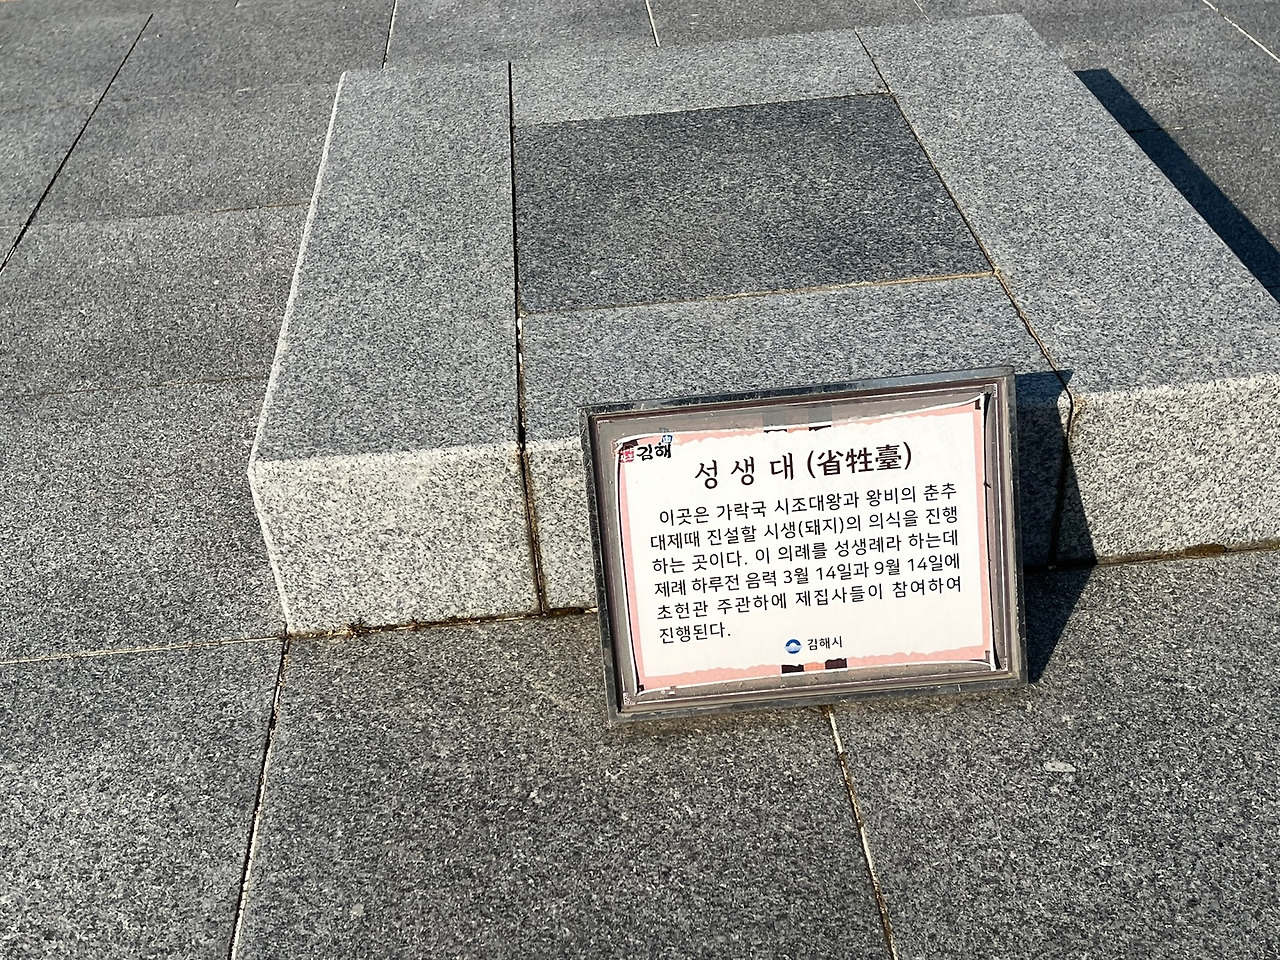 김해
성생대 (省牲臺)
이곳은 가락국 시조대왕과 왕비의 춘추
대제때 진설할 시생(돼지)의 의식을 진행
하는 곳이다. 이 의례를 성생례라 하는데
제례 하루전 음력 3월 14일과 9월 14일에
초헌관 주관하에 제집사들이 참여하여
진행된다.
김해시